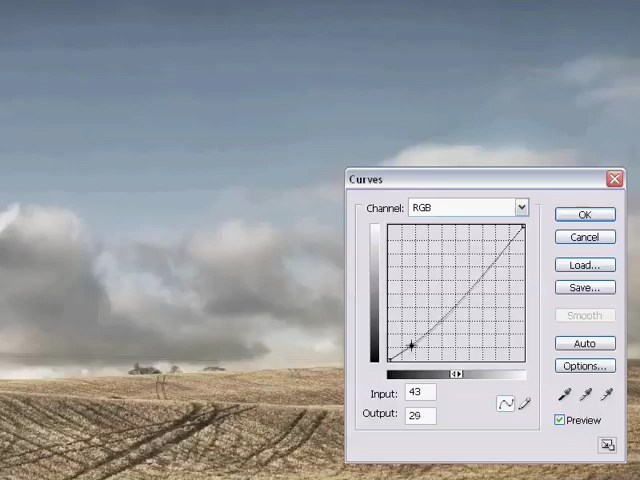 Curves
Channel: RGB
OK
Cancel
Load...
Save...
Smooth
Auto
Options...
Input: 43
Output: 29
Preview